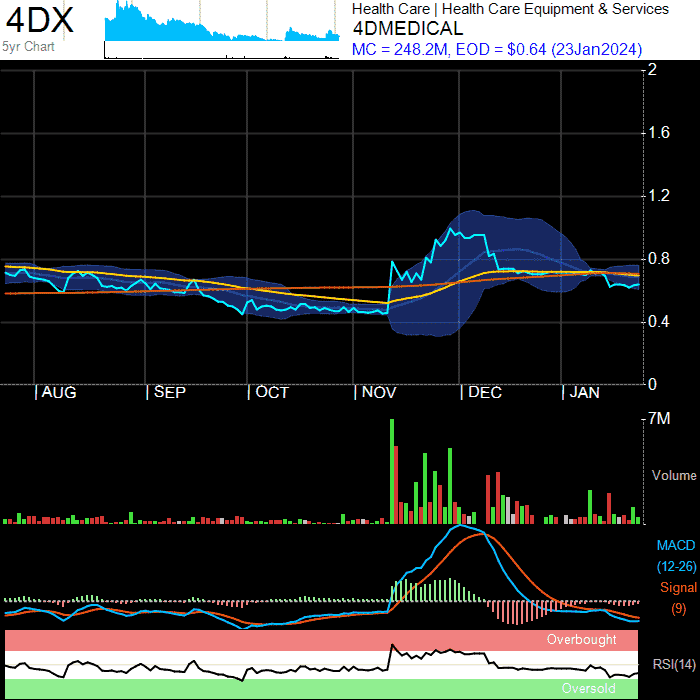 4DX
5yr Chart
Health Care | Health Care Equipment & Services
4DMEDICAL
MC = 248.2M, EOD = $0.64 (23Jan2024)
2
1.6
1.2
0.8
0.4
0
AUG SEP OCT NOV DEC JAN
7M
Volume
MACD
(12-26)
Signal
(9)
Overbought
RSI(14)
Oversold